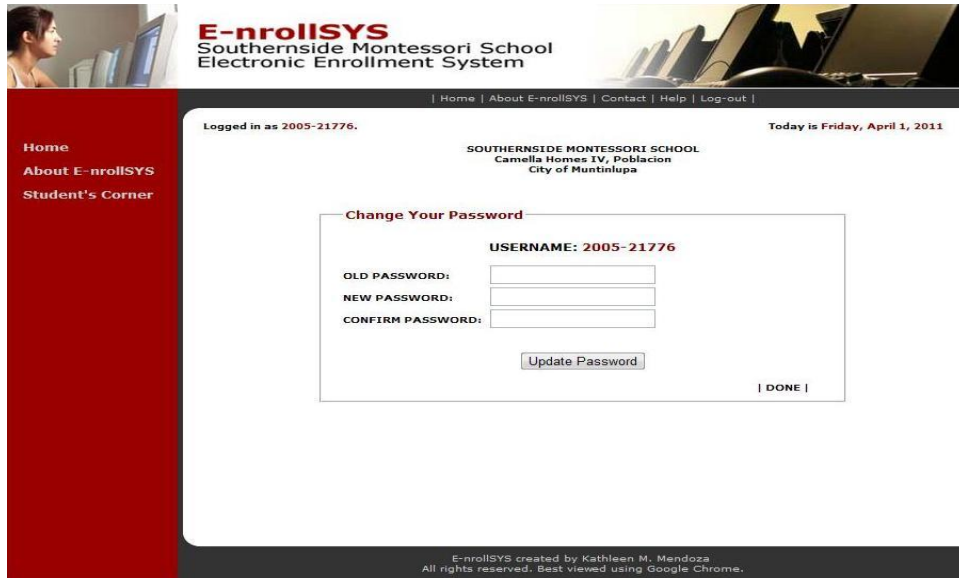 E-nrollSYS
Southernside Montessori School
Electronic Enrollment System
| Home | About E-nrollSYS | Contact | Help | Log-out |
Home
About E-nrollSYS
Student's Corner
Logged in as 2005-21776.
Today is Friday, April 1, 2011
SOUTHERNSIDE MONTESSORI SCHOOL
Camella Homes IV, Poblacion
City of Muntinlupa
Change Your Password
USERNAME: 2005-21776
OLD PASSWORD:
NEW PASSWORD:
CONFIRM PASSWORD:
Update Password
| DONE |
E-nrollSYS created by Kathleen M. Mendoza
All rights reserved. Best viewed using Google Chrome.